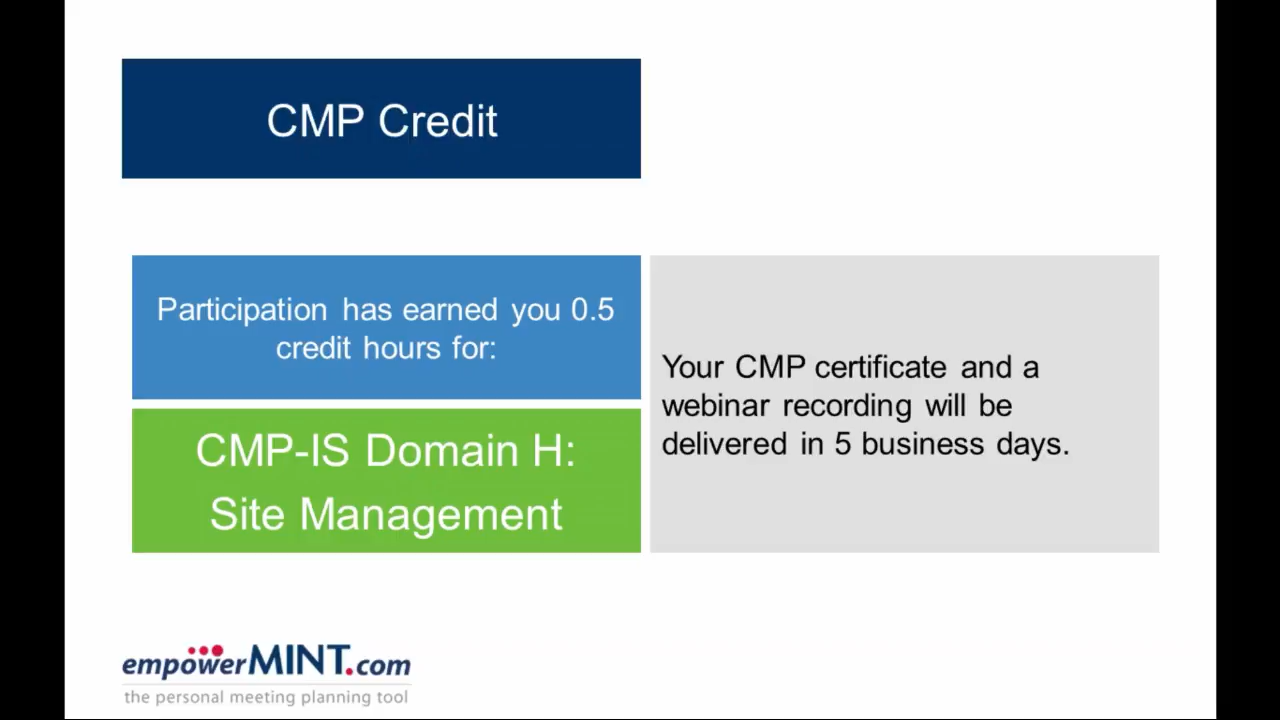 CMP Credit
Participation has earned you 0.5
credit hours for:
CMP-IS Domain H:
Site Management
Your CMP certificate and a
webinar recording will be
delivered in 5 business days.
empowerMINT.com
the personal meeting planning tool